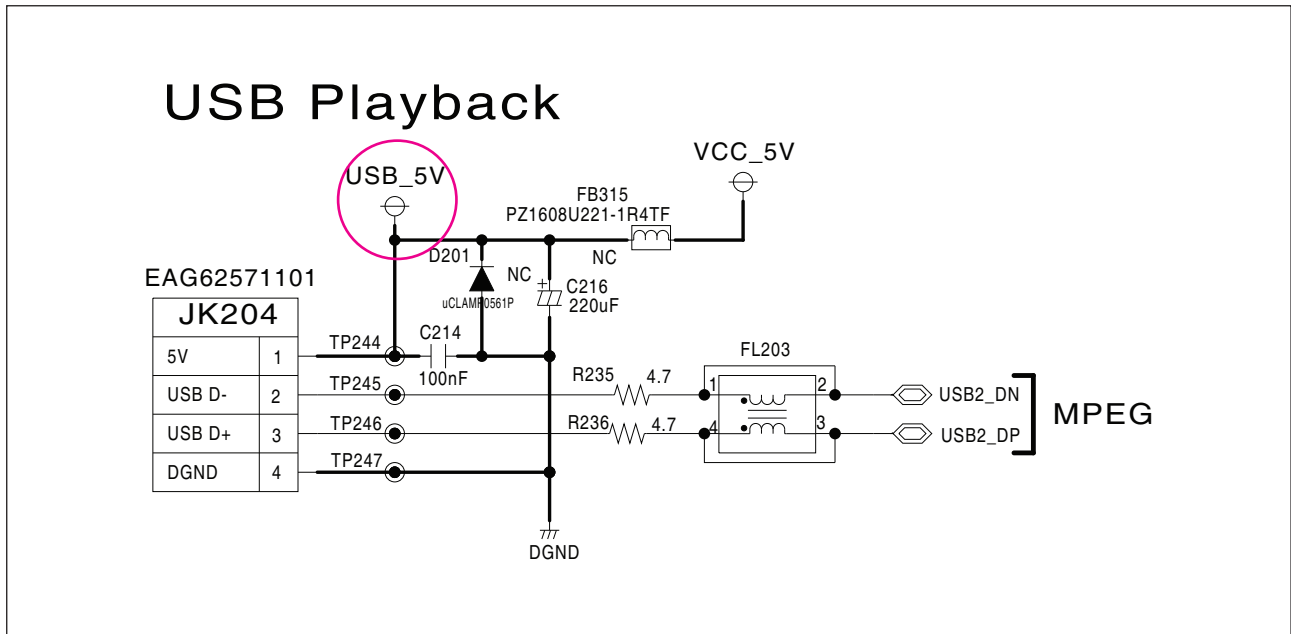 USB Playback
USB_5V
VCC_5V
FB315
PZ1608U221-1R4TF
NC
D201
NC
uCLAMP0561P
C216
220uF
EAG62571101
JK204
5V 1
TP244
C214
100nF
USB D- 2
TP245
R235 4.7
FL203
1 2
USB2_DN
USB D+ 3
TP246
R236 4.7
4 3
USB2_DP
MPEG
DGND 4
TP247
DGND